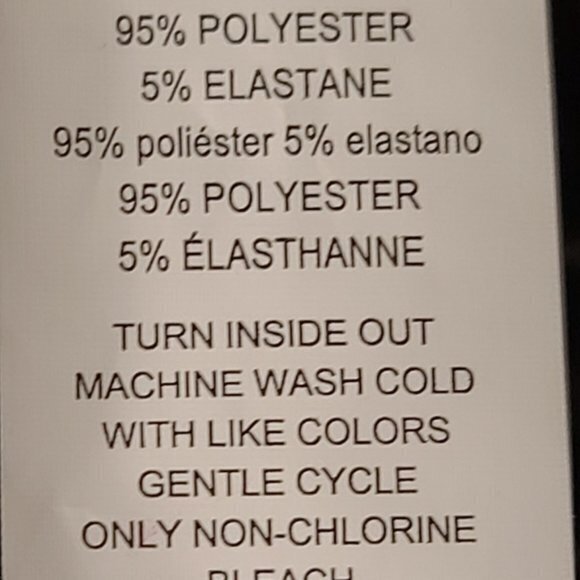 95% POLYESTER
5% ELASTANE
95% poliéster 5% elastano
95% POLYESTER
5% ÉLASTHANNE
TURN INSIDE OUT
MACHINE WASH COLD
WITH LIKE COLORS
GENTLE CYCLE
ONLY NON-CHLORINE
BLEACH